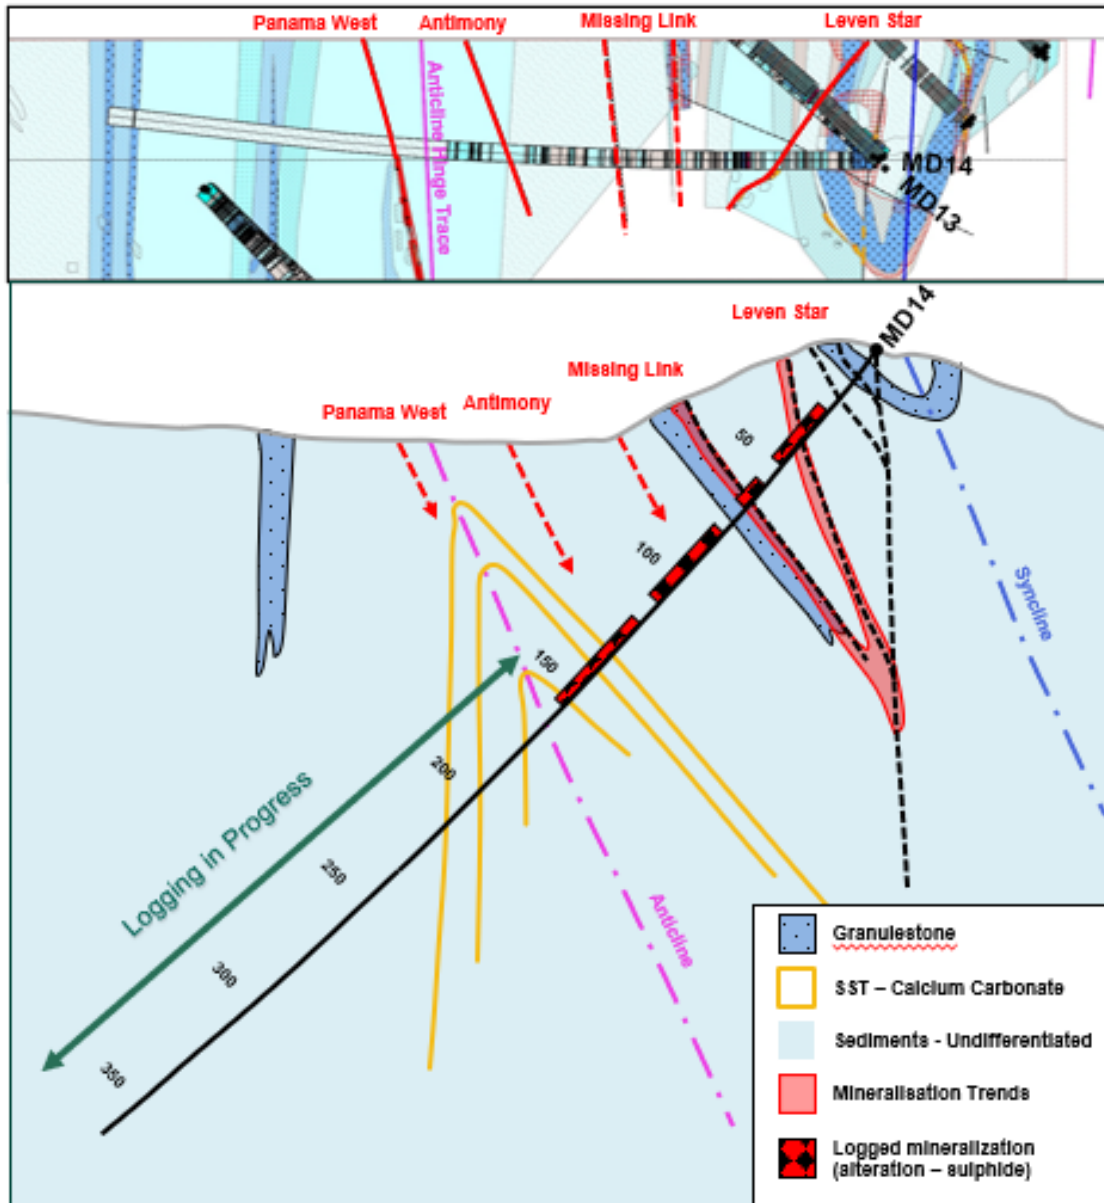 Panama West
Antimony
Missing Link
Leven Star
Anticline Hinge Trace
MD14
MD13
MD14
Leven Star
Missing Link
Antimony
Panama West
50
100
150
200
250
300
350
Syncline
Anticline
Logging in Progress
Granulestone
SST – Calcium Carbonate
Sediments - Undifferentiated
Mineralisation Trends
Logged mineralization
(alteration – sulphide)